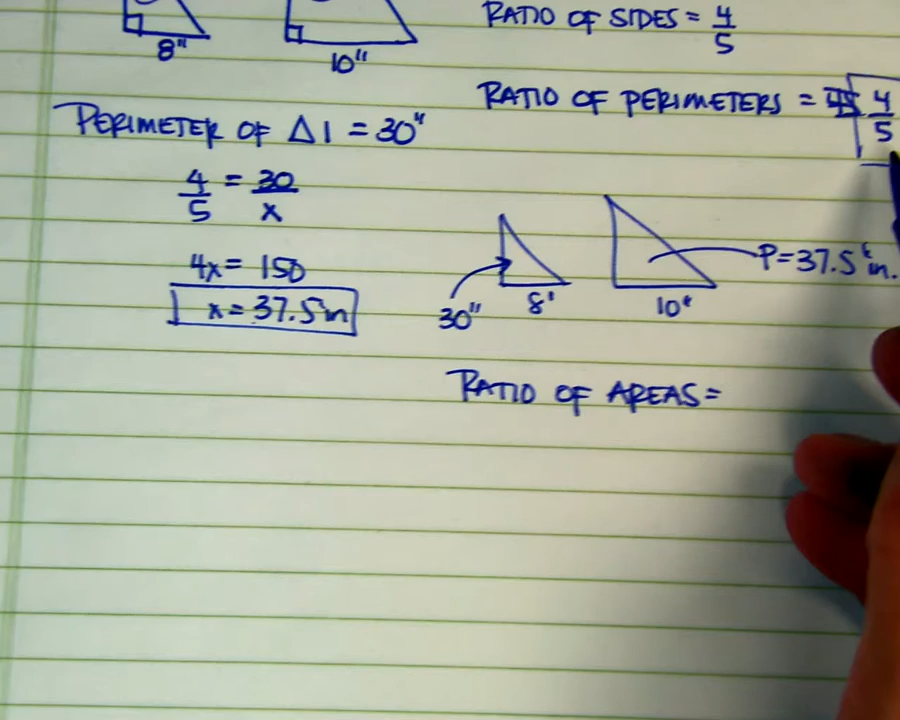 8" 10" RATIO OF SIDES = 4/5
RATIO OF PERIMETERS = 4/5
PERIMETER OF Δ1 = 30"
4/5 = 30/x
4x = 150
x = 37.5in
30" 8' 10' P = 37.5 in.
RATIO OF AREAS =